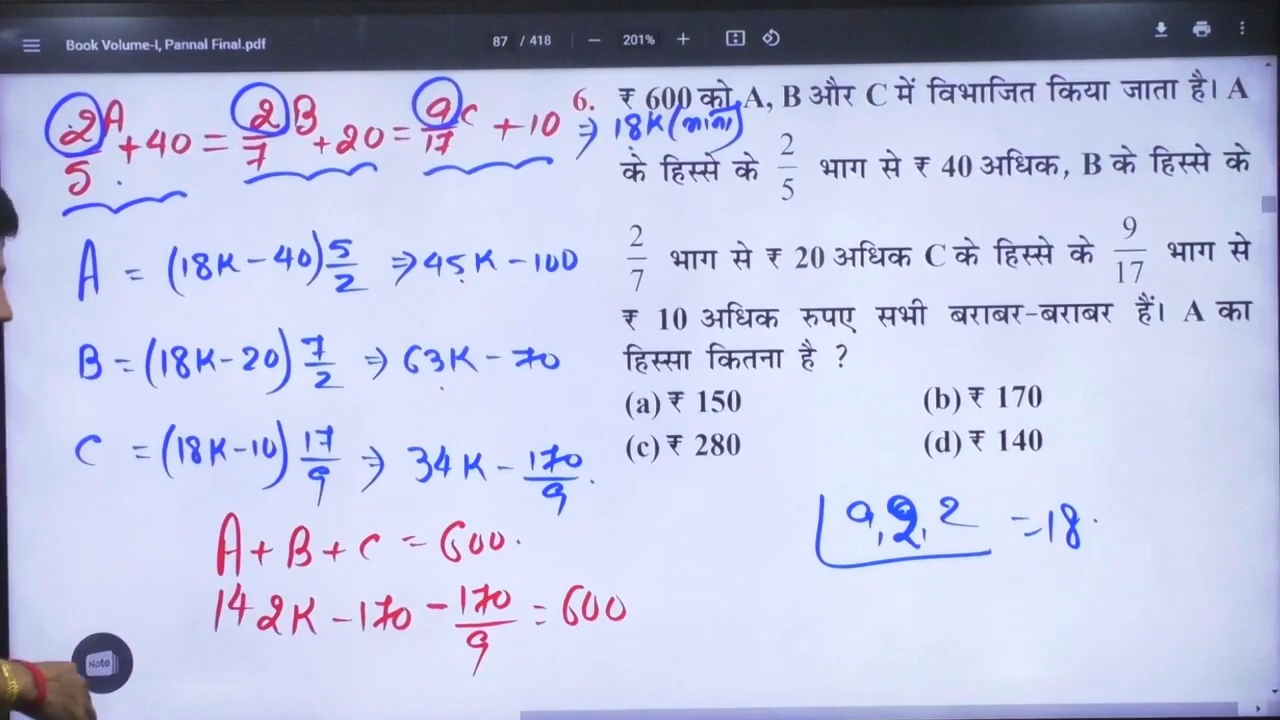 Book Volume-I, Pannal Final.pdf 87 / 418 — 201% +
2/5 A + 40 = 2/7 B + 20 = 9/17 C + 10 ⇒ 18K (माना)
A = (18K - 40) 5/2 ⇒ 45K - 100
B = (18K - 20) 7/2 ⇒ 63K - 70
C = (18K - 10) 17/9 ⇒ 34K - 170/9
A + B + C = 600
142K - 170 - 170/9 = 600
6. ₹ 600 को A, B और C में विभाजित किया जाता है। A
के हिस्से के 2/5 भाग से ₹ 40 अधिक, B के हिस्से के
2/7 भाग से ₹ 20 अधिक C के हिस्से के 9/17 भाग से
₹ 10 अधिक रुपए सभी बराबर-बराबर हैं। A का
हिस्सा कितना है ?
(a) ₹ 150 (b) ₹ 170
(c) ₹ 280 (d) ₹ 140
9, 2, 2 = 18
Note